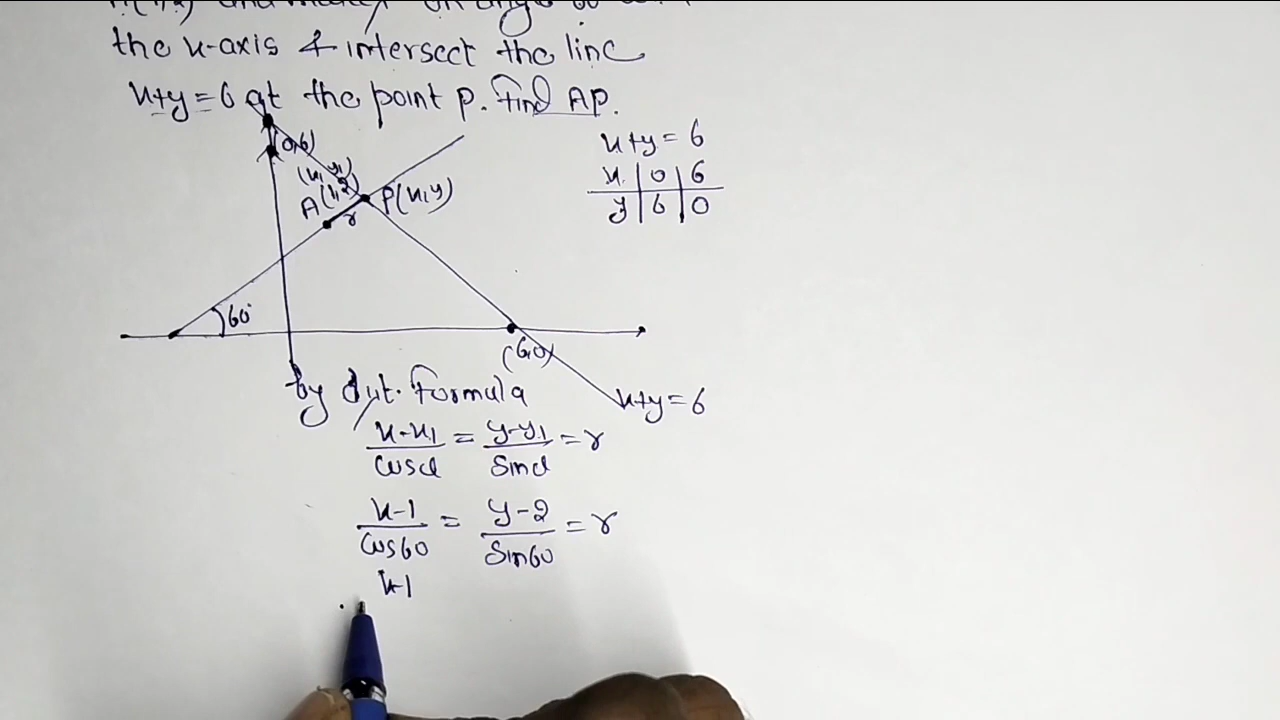 the x-axis & intersect the line
x+y=6 at the point P. Find AP.
x+y=6
x | 0 | 6
y | 6 | 0
(0,6)
(x1, y1)
A(1,2)
P(x,y)
r
60°
(6,0)
x+y=6
by dist. Formula
x-x1/cosα = y-y1/sinα = r
x-1/cos60 = y-2/sin60 = r
x-1